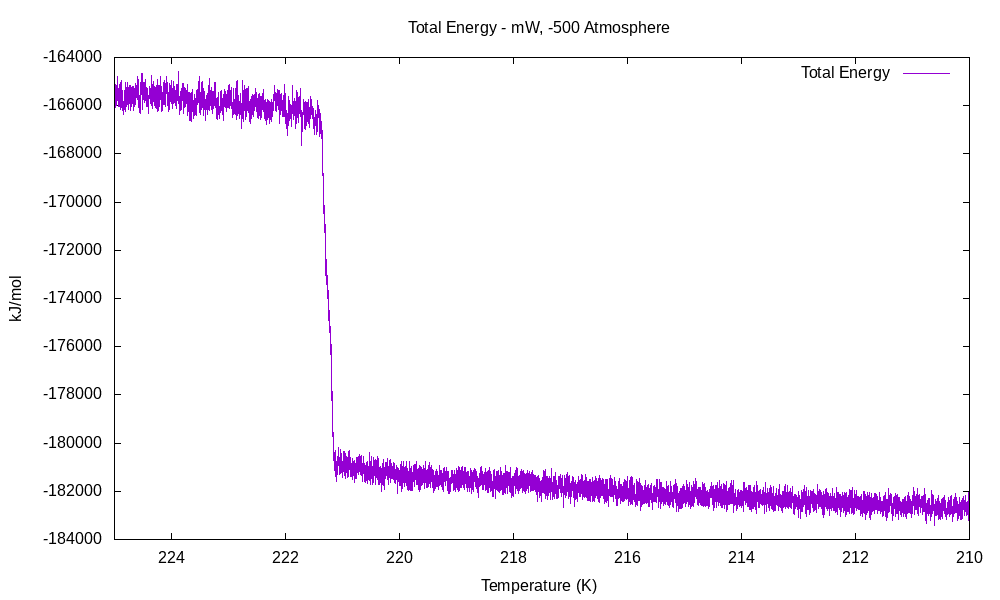 Total Energy - mW, -500 Atmosphere
Total Energy
-164000
-166000
-168000
-170000
-172000
-174000
-176000
-178000
-180000
-182000
-184000
kJ/mol
224 222 220 218 216 214 212 210
Temperature (K)